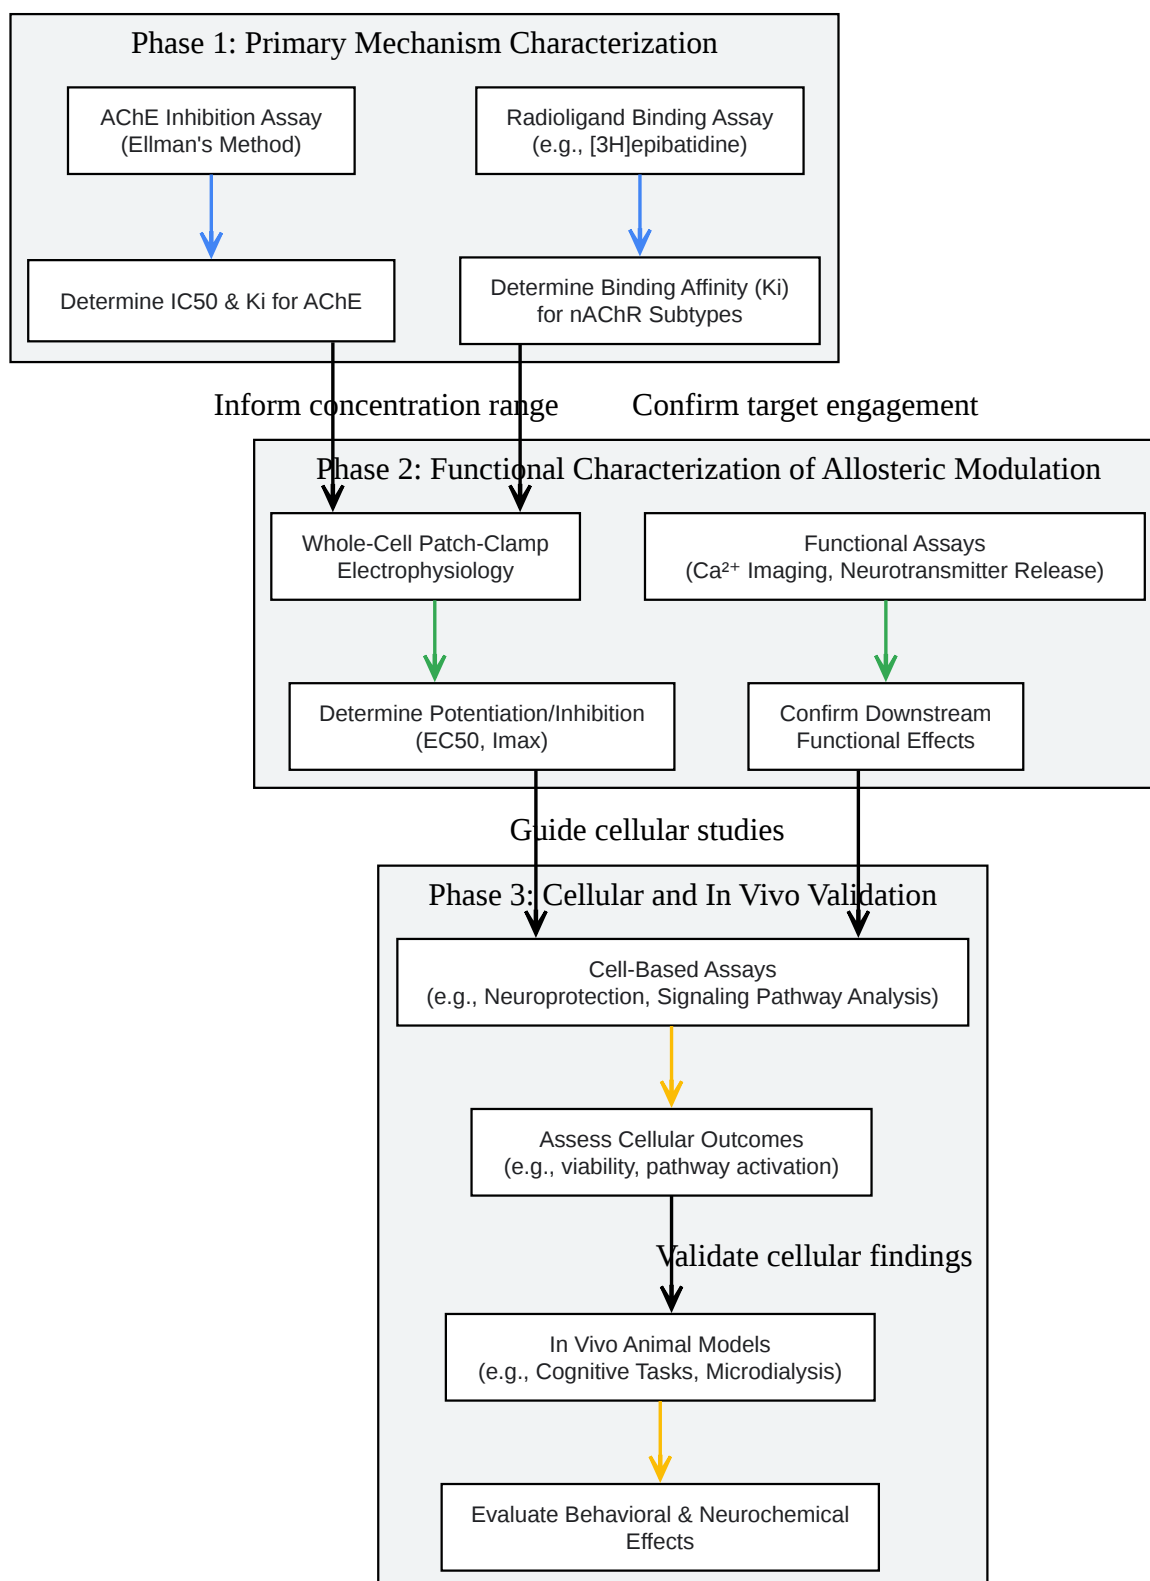 Phase 1: Primary Mechanism Characterization
AChE Inhibition Assay
(Ellman's Method)
Radioligand Binding Assay
(e.g., [3H]epibatidine)
Determine IC50 & Ki for AChE
Determine Binding Affinity (Ki)
for nAChR Subtypes
Inform concentration range
Confirm target engagement
Phase 2: Functional Characterization of Allosteric Modulation
Whole-Cell Patch-Clamp
Electrophysiology
Functional Assays
(Ca²⁺ Imaging, Neurotransmitter Release)
Determine Potentiation/Inhibition
(EC50, Imax)
Confirm Downstream
Functional Effects
Guide cellular studies
Phase 3: Cellular and In Vivo Validation
Cell-Based Assays
(e.g., Neuroprotection, Signaling Pathway Analysis)
Assess Cellular Outcomes
(e.g., viability, pathway activation)
Validate cellular findings
In Vivo Animal Models
(e.g., Cognitive Tasks, Microdialysis)
Evaluate Behavioral & Neurochemical
Effects